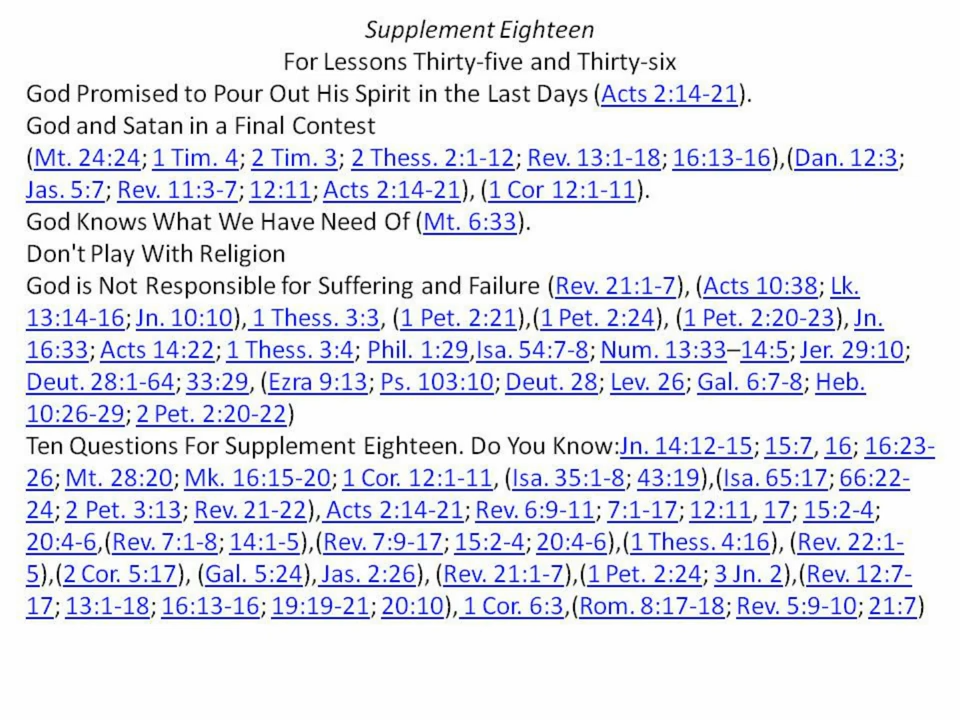 Supplement Eighteen
For Lessons Thirty-five and Thirty-six
God Promised to Pour Out His Spirit in the Last Days (Acts 2:14-21).
God and Satan in a Final Contest
(Mt. 24:24; 1 Tim. 4; 2 Tim. 3; 2 Thess. 2:1-12; Rev. 13:1-18; 16:13-16),(Dan. 12:3;
Jas. 5:7; Rev. 11:3-7; 12:11; Acts 2:14-21), (1 Cor 12:1-11).
God Knows What We Have Need Of (Mt. 6:33).
Don't Play With Religion
God is Not Responsible for Suffering and Failure (Rev. 21:1-7), (Acts 10:38; Lk.
13:14-16; Jn. 10:10), 1 Thess. 3:3, (1 Pet. 2:21),(1 Pet. 2:24), (1 Pet. 2:20-23), Jn.
16:33; Acts 14:22; 1 Thess. 3:4; Phil. 1:29,Isa. 54:7-8; Num. 13:33–14:5; Jer. 29:10;
Deut. 28:1-64; 33:29, (Ezra 9:13; Ps. 103:10; Deut. 28; Lev. 26; Gal. 6:7-8; Heb.
10:26-29; 2 Pet. 2:20-22)
Ten Questions For Supplement Eighteen. Do You Know:Jn. 14:12-15; 15:7, 16; 16:23-
26; Mt. 28:20; Mk. 16:15-20; 1 Cor. 12:1-11, (Isa. 35:1-8; 43:19),(Isa. 65:17; 66:22-
24; 2 Pet. 3:13; Rev. 21-22), Acts 2:14-21; Rev. 6:9-11; 7:1-17; 12:11, 17; 15:2-4;
20:4-6,(Rev. 7:1-8; 14:1-5),(Rev. 7:9-17; 15:2-4; 20:4-6),(1 Thess. 4:16), (Rev. 22:1-
5),(2 Cor. 5:17), (Gal. 5:24), Jas. 2:26), (Rev. 21:1-7),(1 Pet. 2:24; 3 Jn. 2),(Rev. 12:7-
17; 13:1-18; 16:13-16; 19:19-21; 20:10), 1 Cor. 6:3,(Rom. 8:17-18; Rev. 5:9-10; 21:7)